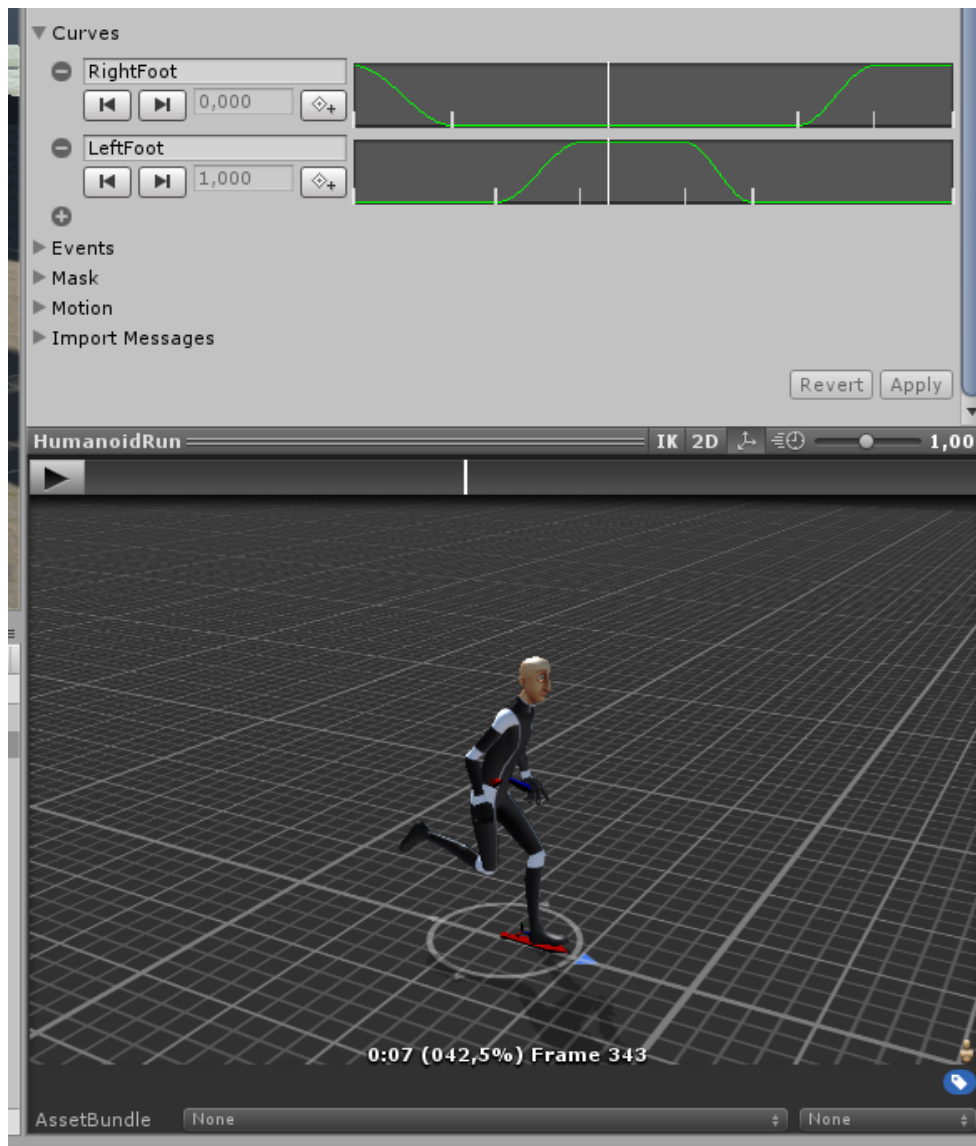 Curves
RightFoot
0,000
LeftFoot
1,000
Events
Mask
Motion
Import Messages
Revert Apply
HumanoidRun IK 2D 1,00
0:07 (042,5%) Frame 343
AssetBundle None None